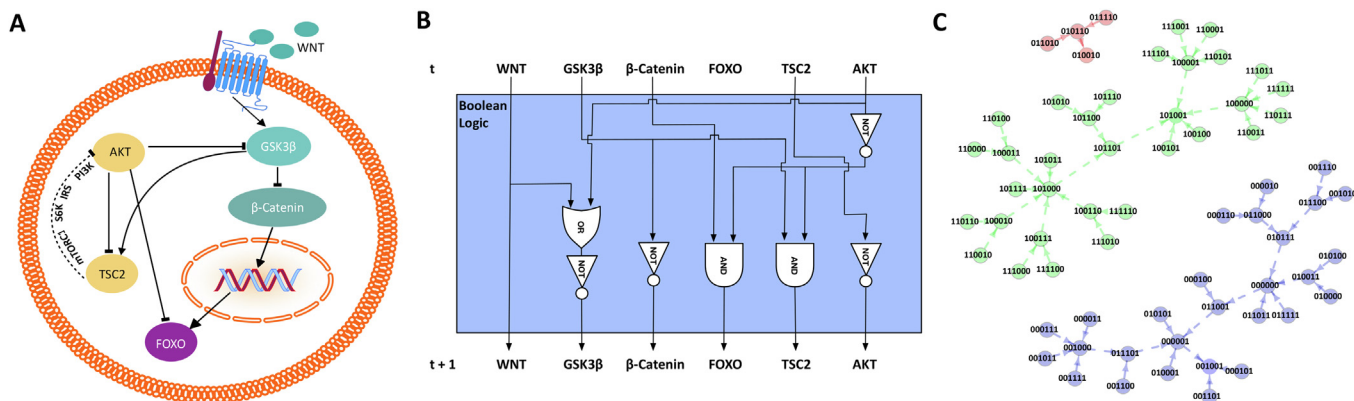 A
WNT
AKT
GSK3β
PI3K
IRS
S6K
mTORC1
β-Catenin
TSC2
FOXO
B
t WNT GSK3β β-Catenin FOXO TSC2 AKT
Boolean
Logic
NOT
OR
NOT
NOT
AND
AND
NOT
t + 1 WNT GSK3β β-Catenin FOXO TSC2 AKT
C
011110
010110
011010
010010
111001
110001
111101
110101
100001
111011
111111
100000
110111
110011
101001
100100
100101
101010
101110
101100
101101
110100
110000
100011
101011
101111
101000
110110
100010
110010
100110
111110
111010
100111
111000
111100
001110
001010
000010
011100
000110
011000
010111
010100
010011
010000
000000
011011
011111
000100
011001
010101
000011
000111
001000
001011
001111
011101
001100
000001
010001
001001
000101
001101